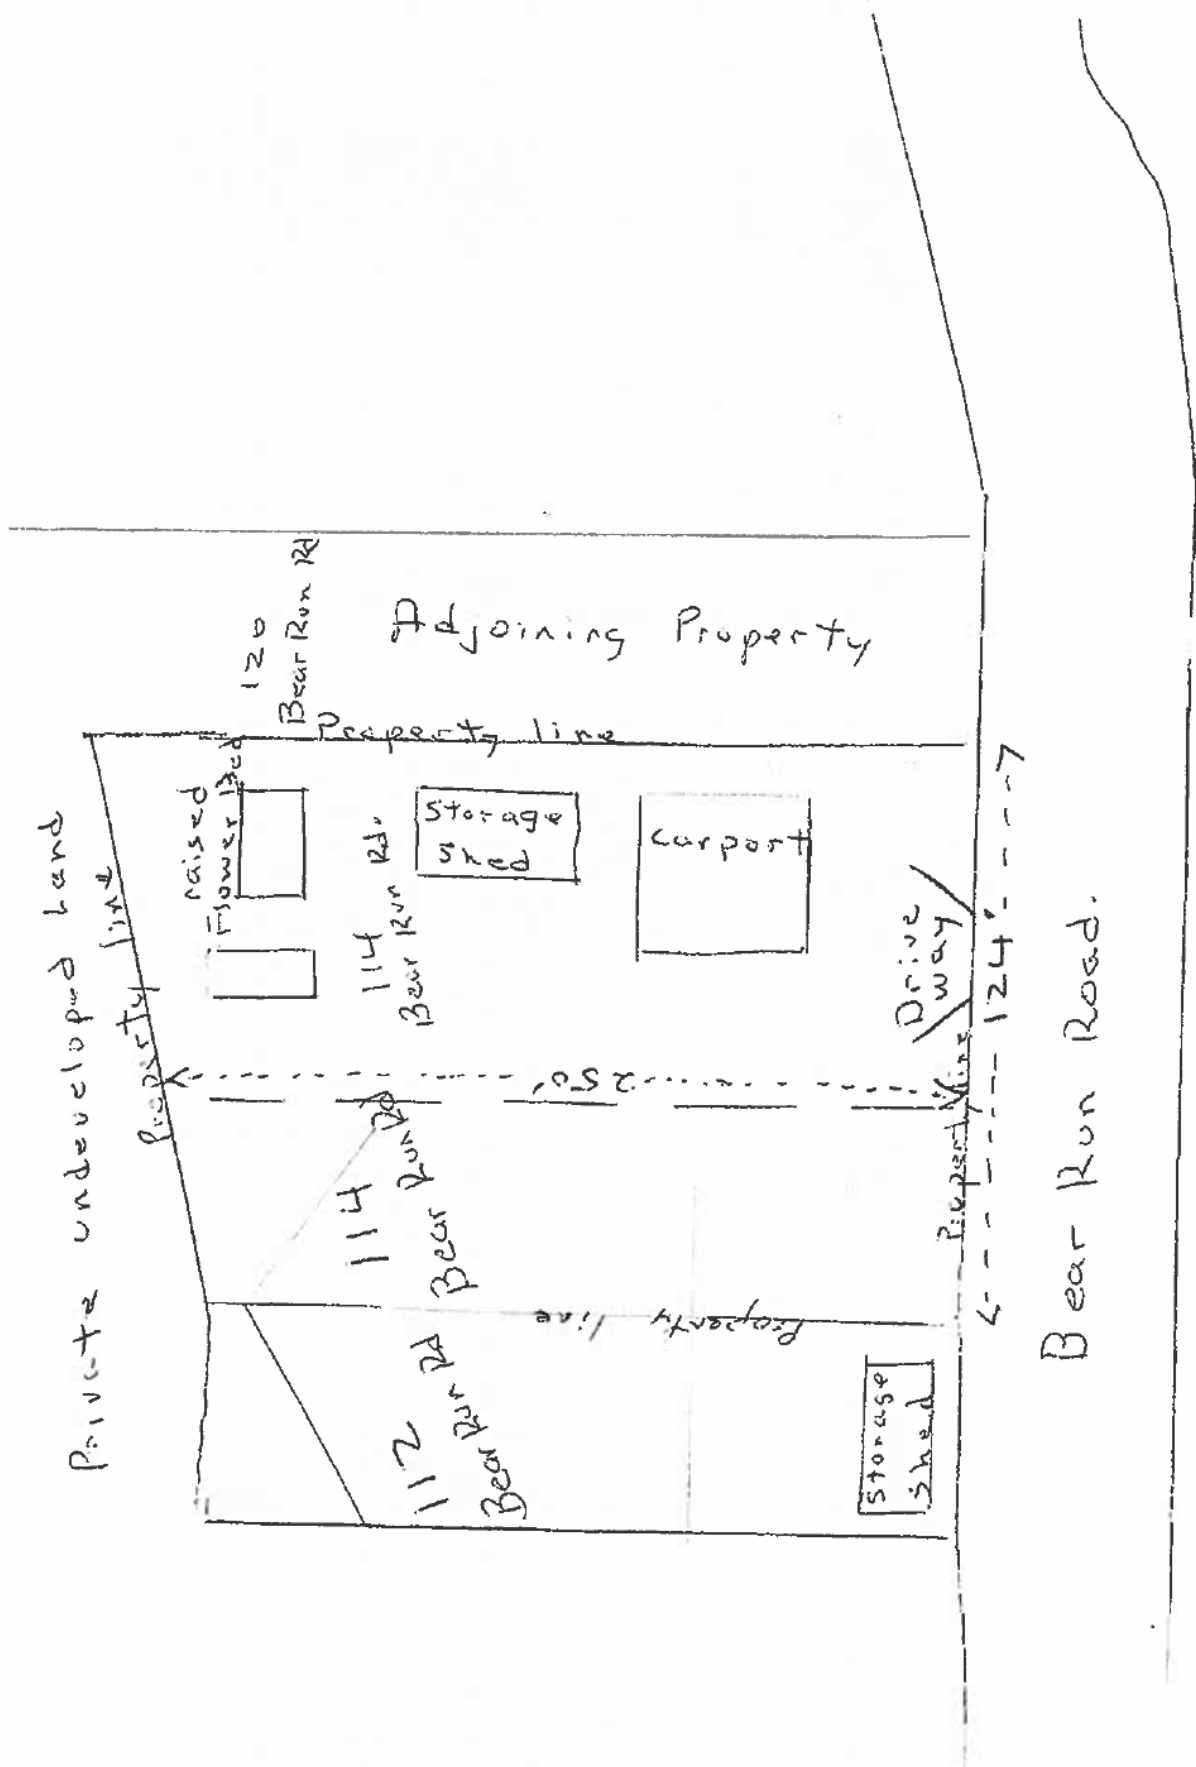 Private undeveloped Land
Property line
raised
Flower Bed
120
Bear Run Rd
Adjoining Property
Property line
114
Bear Run Rd.
Storage
Shed
Carport
Drive
way
250'
114
Bear Run Rd
Property line
112
Bear Run Rd
Property line
Storage
Shed
124'
Bear Run Road.